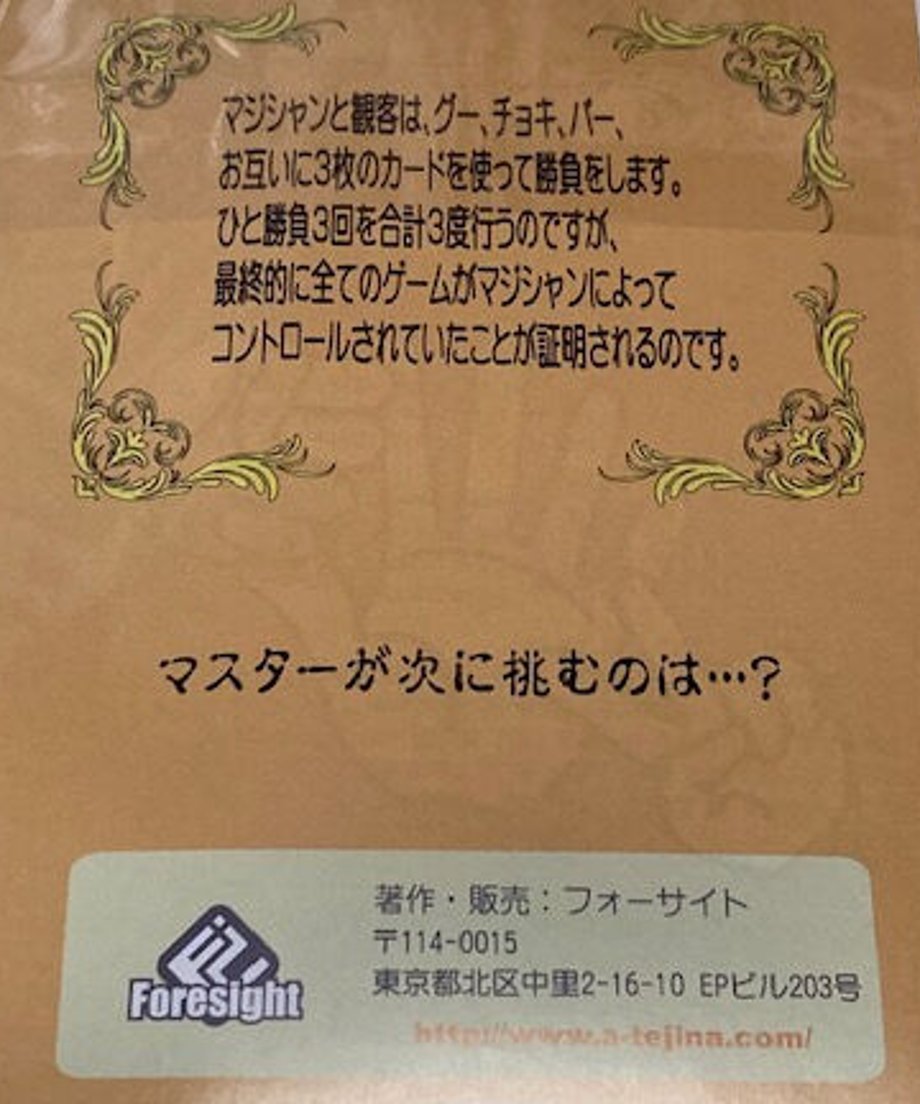 マジシャンと観客は、グー、チョキ、パー、
お互いに3枚のカードを使って勝負をします。
ひと勝負3回を合計3度行うのですが、
最終的に全てのゲームがマジシャンによって
コントロールされていたことが証明されるのです。
マスターが次に挑むのは…?
著作・販売:フォーサイト
〒114-0015
東京都北区中里2-16-10 EPビル203号
Foresight
http://www.a-tejina.com/